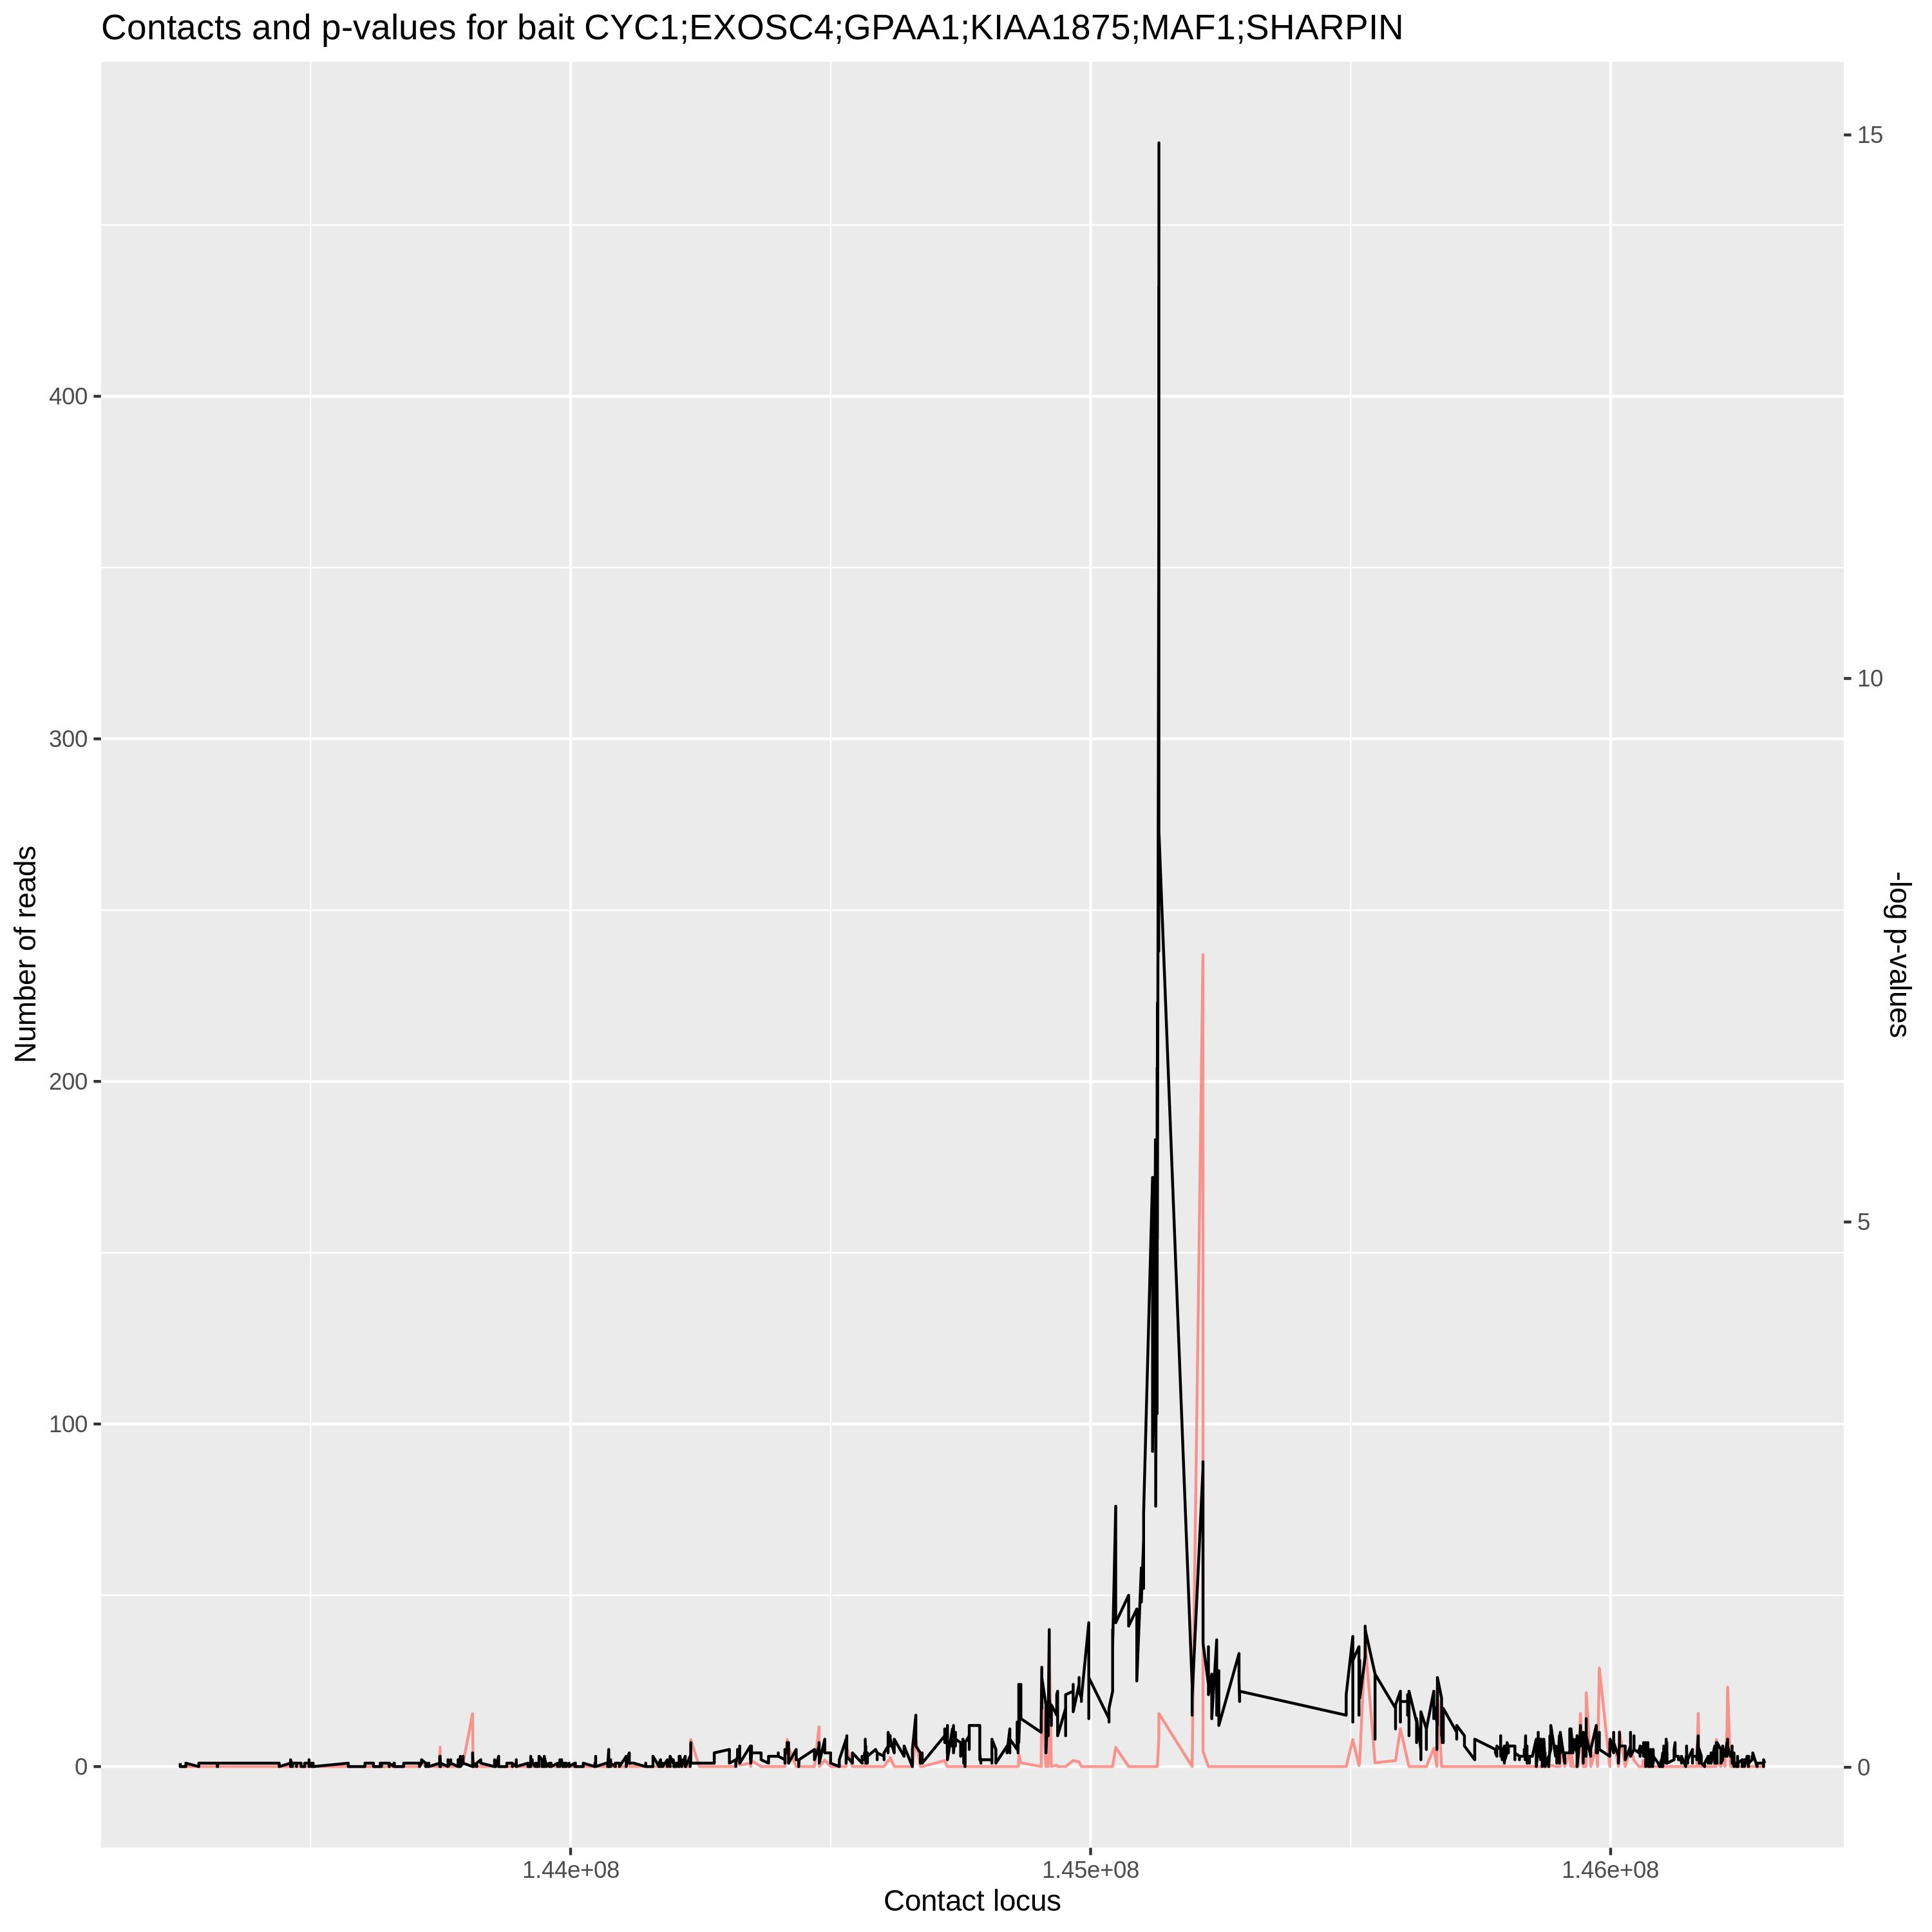 Contacts and p-values for bait CYC1;EXOSC4;GPAA1;KIAA1875;MAF1;SHARPIN
Number of reads
400
300
200
100
0
15
10
5
0
-log p-values
1.44e+08 1.45e+08 1.46e+08
Contact locus